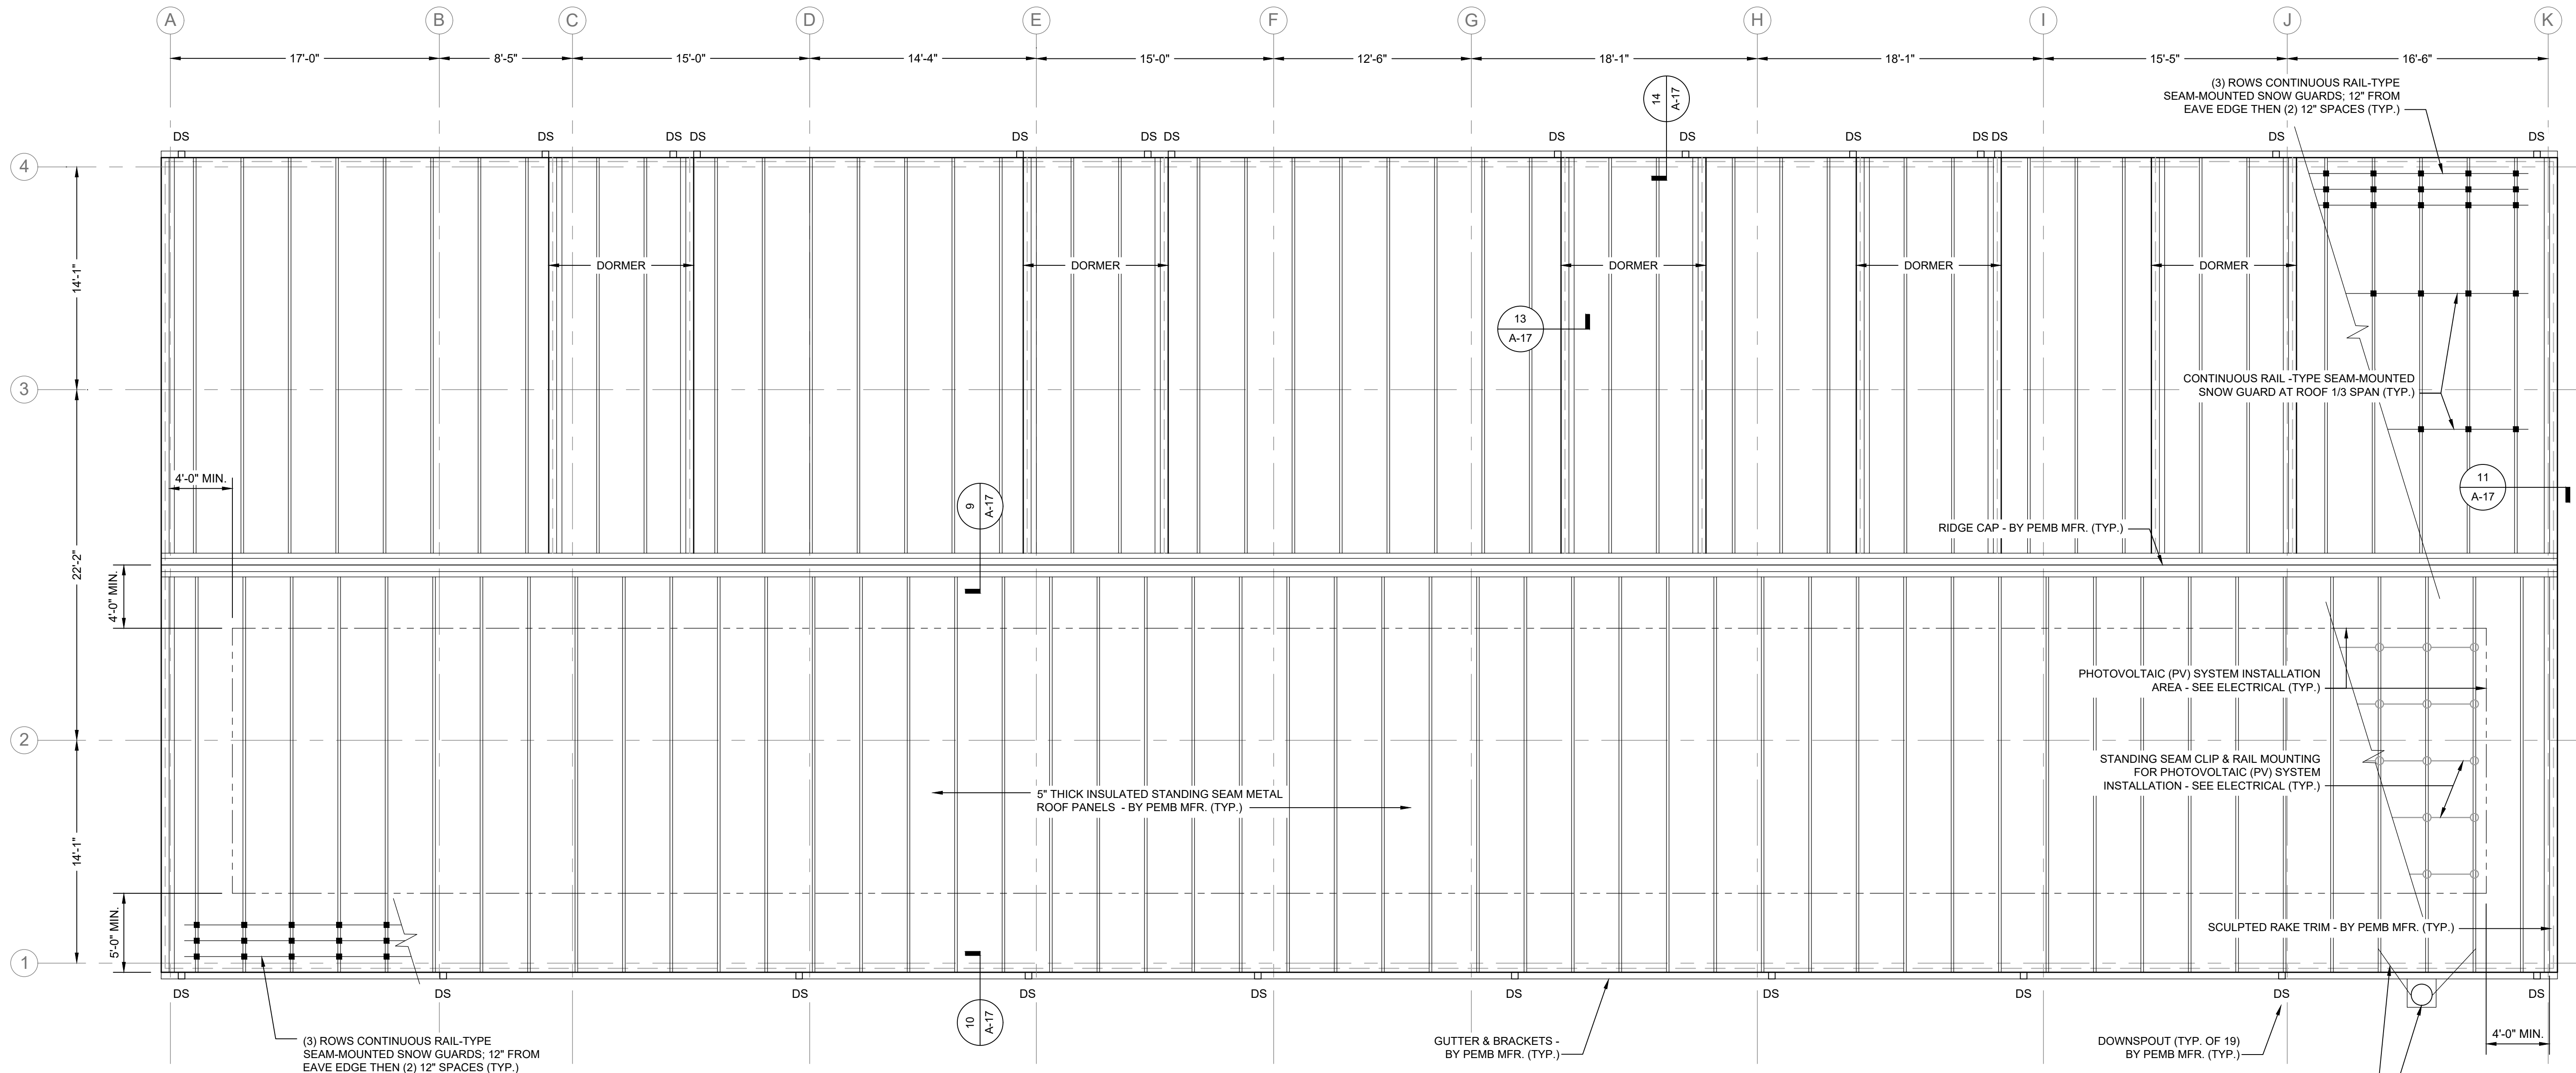 A B C D E F G H I J K
17'-0" 8'-5" 15'-0" 14'-4" 15'-0" 12'-6" 18'-1" 18'-1" 15'-5" 16'-6"
(3) ROWS CONTINUOUS RAIL-TYPE
SEAM-MOUNTED SNOW GUARDS; 12" FROM
EAVE EDGE THEN (2) 12" SPACES (TYP.)
14
A-17
DS DS DS DS DS DS DS DS DS DS DS DS DS DS
4
14'-1"
DORMER DORMER DORMER DORMER DORMER
13
A-17
3
CONTINUOUS RAIL -TYPE SEAM-MOUNTED
SNOW GUARD AT ROOF 1/3 SPAN (TYP.)
4'-0" MIN.
9
A-17
11
A-17
RIDGE CAP - BY PEMB MFR. (TYP.)
22'-2"
4'-0" MIN.
PHOTOVOLTAIC (PV) SYSTEM INSTALLATION
AREA - SEE ELECTRICAL (TYP.)
2
STANDING SEAM CLIP & RAIL MOUNTING
FOR PHOTOVOLTAIC (PV) SYSTEM
INSTALLATION - SEE ELECTRICAL (TYP.)
5" THICK INSULATED STANDING SEAM METAL
ROOF PANELS - BY PEMB MFR. (TYP.)
14'-1"
5'-0" MIN.
SCULPTED RAKE TRIM - BY PEMB MFR. (TYP.)
1
DS DS DS DS DS DS DS DS DS DS
10
A-17
(3) ROWS CONTINUOUS RAIL-TYPE
SEAM-MOUNTED SNOW GUARDS; 12" FROM
EAVE EDGE THEN (2) 12" SPACES (TYP.)
GUTTER & BRACKETS -
BY PEMB MFR. (TYP.)
DOWNSPOUT (TYP. OF 19)
BY PEMB MFR. (TYP.)
4'-0" MIN.